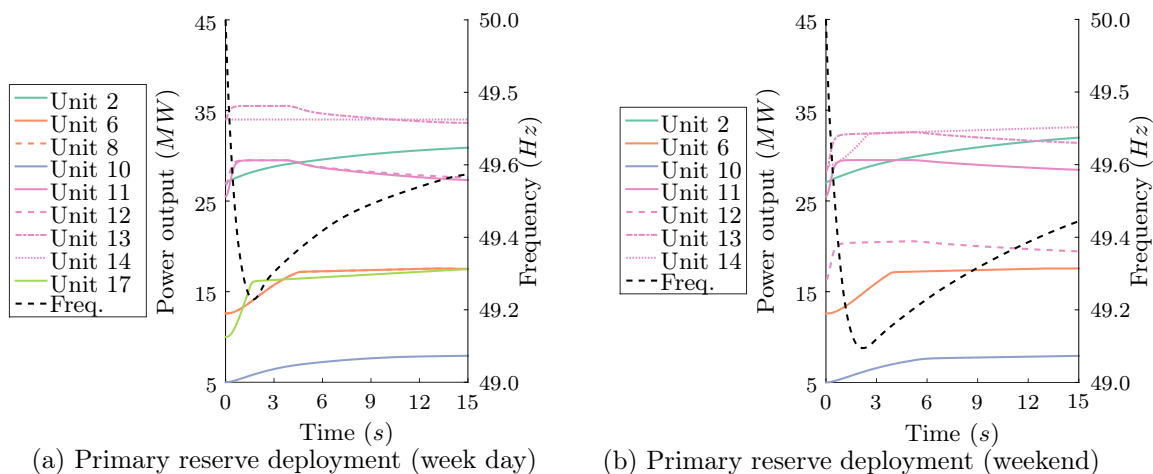 Unit 2
Unit 6
Unit 8
Unit 10
Unit 11
Unit 12
Unit 13
Unit 14
Unit 17
Freq.
Power output (MW)
45
35
25
15
5
0
3
6
9
12
15
Time (s)
50.0
49.5
49.6
49.4
49.2
49.0
Frequency (Hz)
(a) Primary reserve deployment (week day)
Unit 2
Unit 6
Unit 10
Unit 11
Unit 12
Unit 13
Unit 14
Freq.
Power output (MW)
45
35
25
15
5
0
3
6
9
12
15
Time (s)
50.0
49.5
49.6
49.4
49.2
49.0
Frequency (Hz)
(b) Primary reserve deployment (weekend)